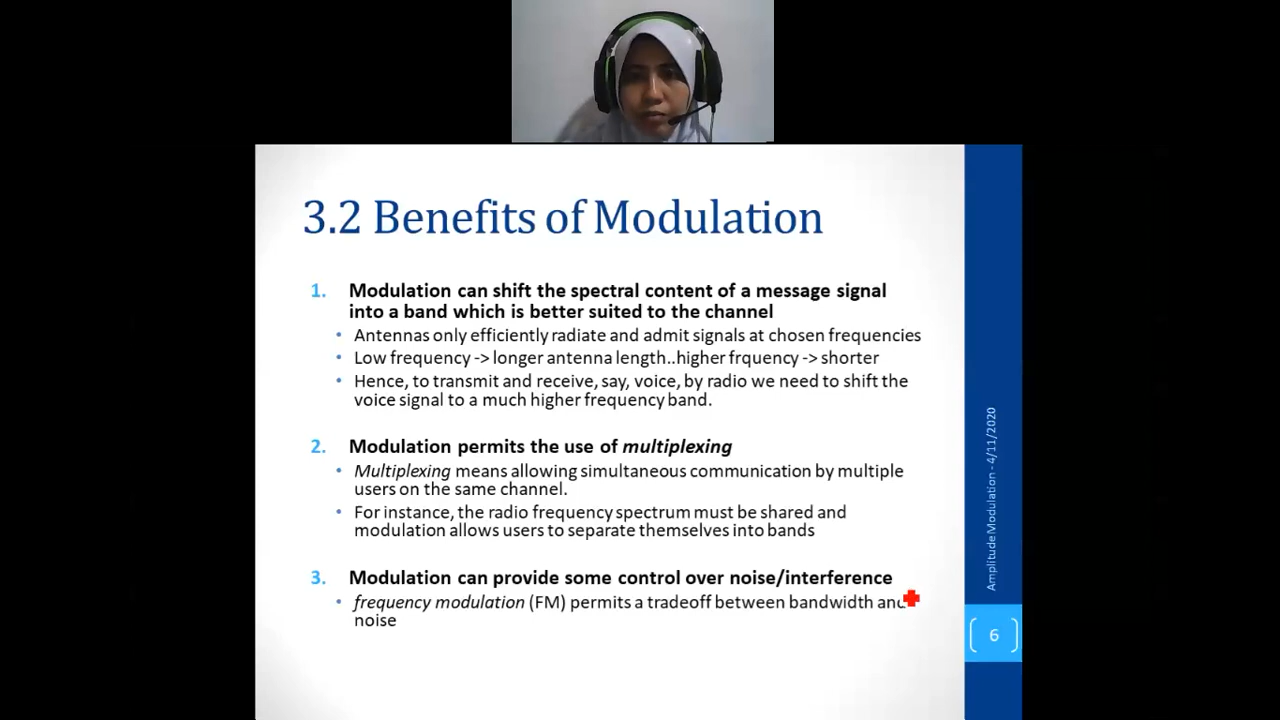 3.2 Benefits of Modulation
1. Modulation can shift the spectral content of a message signal
into a band which is better suited to the channel
• Antennas only efficiently radiate and admit signals at chosen frequencies
• Low frequency -> longer antenna length..higher frquency -> shorter
• Hence, to transmit and receive, say, voice, by radio we need to shift the
voice signal to a much higher frequency band.
2. Modulation permits the use of multiplexing
• Multiplexing means allowing simultaneous communication by multiple
users on the same channel.
• For instance, the radio frequency spectrum must be shared and
modulation allows users to separate themselves into bands
3. Modulation can provide some control over noise/interference
• frequency modulation (FM) permits a tradeoff between bandwidth and
noise
Amplitude Modulation - 4/11/2020
6